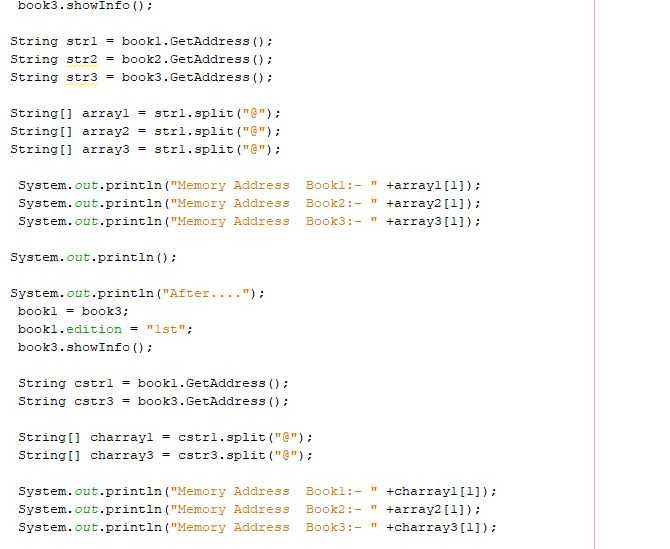 book3.showInfo();
String str1 = book1.GetAddress();
String str2 = book2.GetAddress();
String str3 = book3.GetAddress();
String[] array1 = str1.split("@");
String[] array2 = str1.split("@");
String[] array3 = str1.split("@");
System.out.println("Memory Address  Book1:- " +array1[1]);
System.out.println("Memory Address  Book2:- " +array2[1]);
System.out.println("Memory Address  Book3:- " +array3[1]);
System.out.println();
System.out.println("After....");
book1 = book3;
book1.edition = "1st";
book3.showInfo();
String cstr1 = book1.GetAddress();
String cstr3 = book3.GetAddress();
String[] charray1 = cstr1.split("@");
String[] charray3 = cstr3.split("@");
System.out.println("Memory Address  Book1:- " +charray1[1]);
System.out.println("Memory Address  Book2:- " +array2[1]);
System.out.println("Memory Address  Book3:- " +charray3[1]);